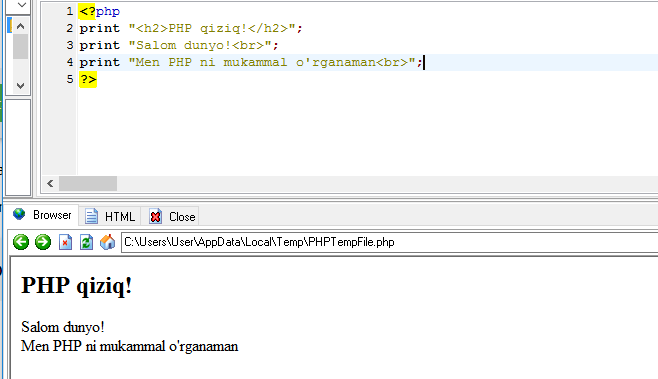 1 <?php
2 print "<h2>PHP qiziq!</h2>";
3 print "Salom dunyo!<br>";
4 print "Men PHP ni mukammal o'rganaman<br>";
5 ?>
Browser HTML Close
C:\Users\User\AppData\Local\Temp\PHPTempFile.php
PHP qiziq!
Salom dunyo!
Men PHP ni mukammal o'rganaman